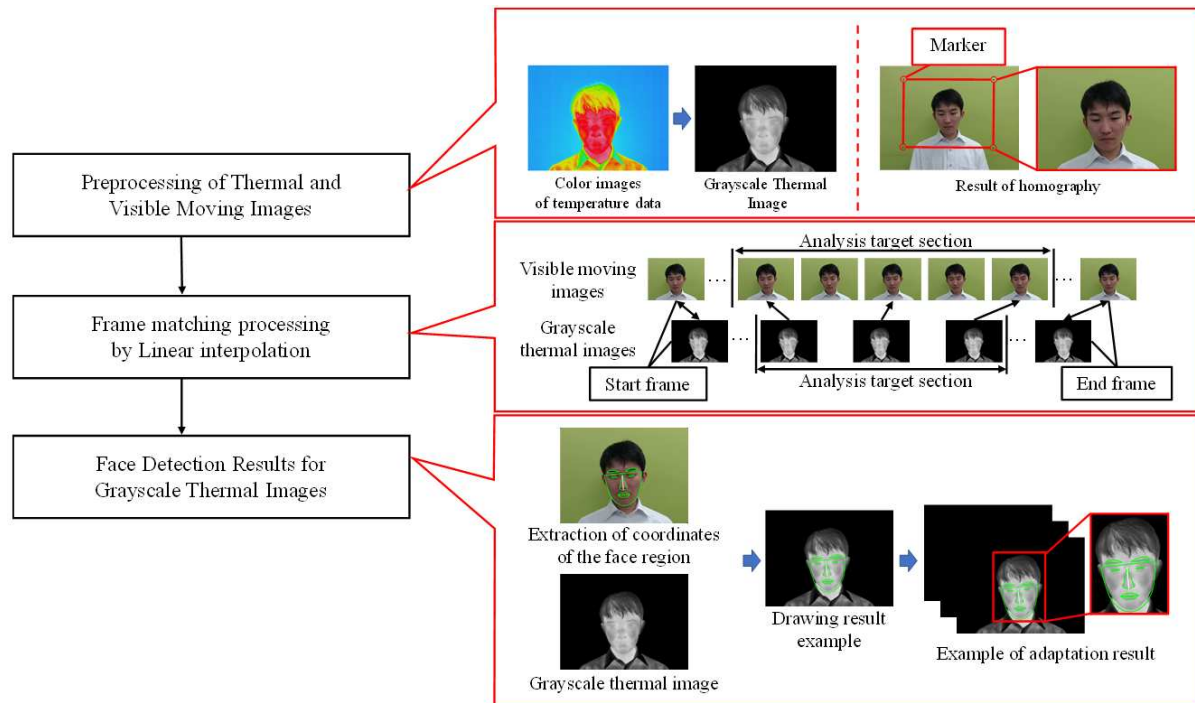 Preprocessing of Thermal and
Visible Moving Images
Marker
Color images
of temperature data
Grayscale Thermal
Image
Result of homography
Frame matching processing
by Linear interpolation
Analysis target section
Visible moving
images
...
...
Grayscale
thermal images
...
...
Analysis target section
Start frame
End frame
Face Detection Results for
Grayscale Thermal Images
Extraction of coordinates
of the face region
Grayscale thermal image
Drawing result
example
Example of adaptation result